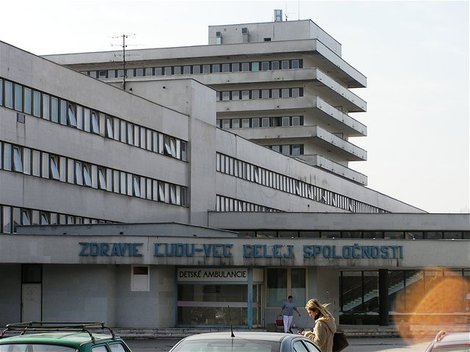 ZDRAVIE ĽUDU-VEC CELEJ SPOLOČNOSTI
DETSKÉ AMBULANCIE